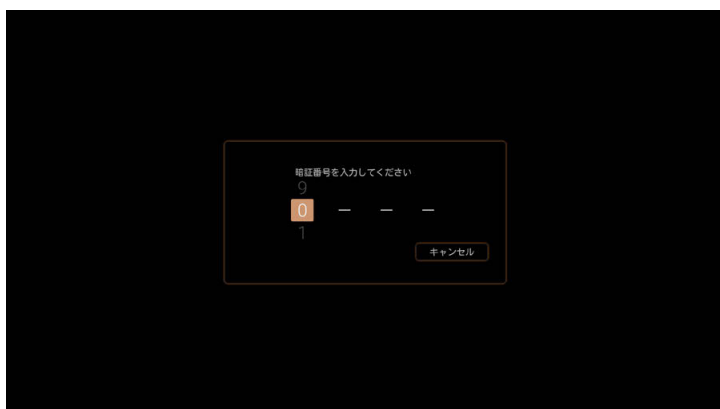 暗証番号を入力してください
9
0 — — —
1
キャンセル